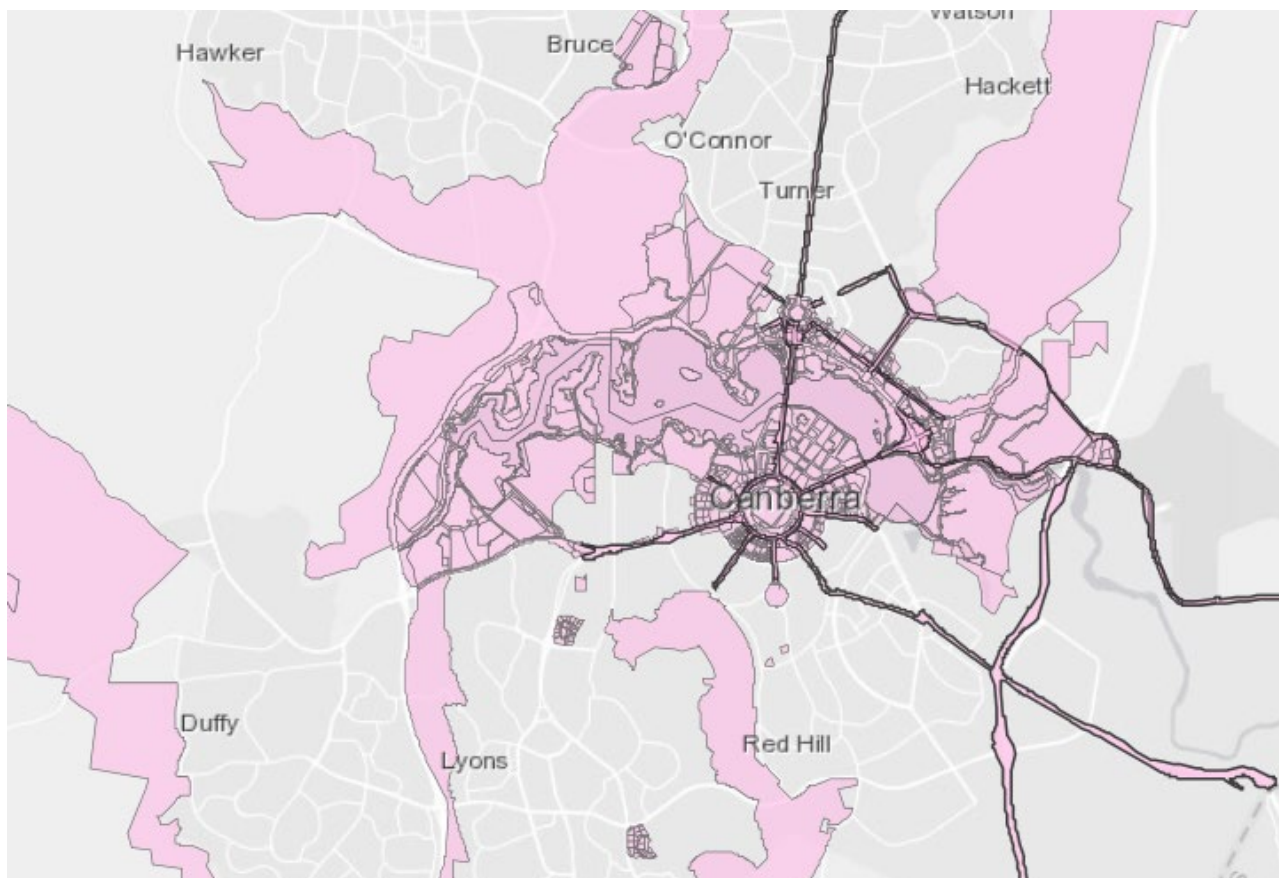 Watson
Hawker
Bruce
Hackett
O'Connor
Turner
Canberra
Duffy
Red Hill
Lyons